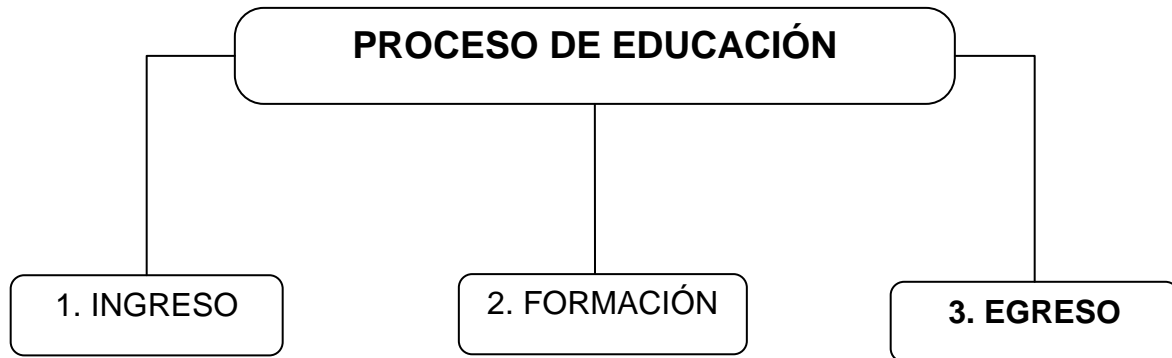 PROCESO DE EDUCACIÓN
1. INGRESO
2. FORMACIÓN
3. EGRESO